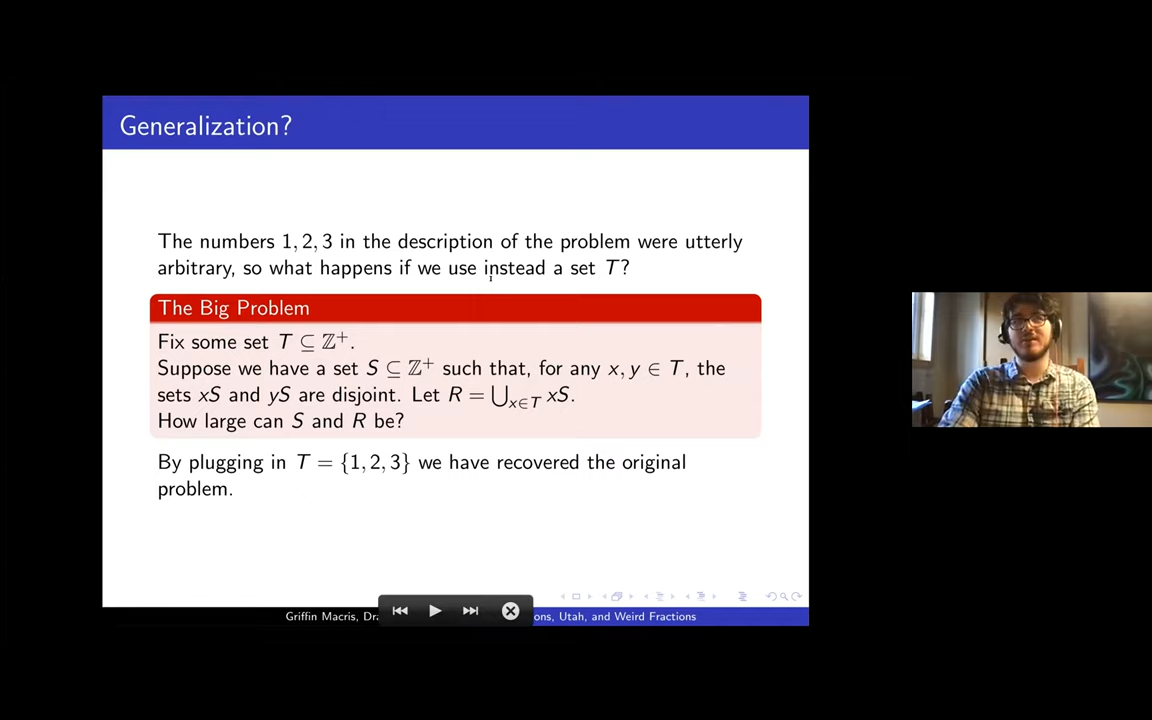 Generalization?
The numbers 1, 2, 3 in the description of the problem were utterly
arbitrary, so what happens if we use instead a set T?
The Big Problem
Fix some set T ⊆ ℤ⁺.
Suppose we have a set S ⊆ ℤ⁺ such that, for any x, y ∈ T, the
sets xS and yS are disjoint. Let R = ⋃ₓ∈T xS.
How large can S and R be?
By plugging in T = {1, 2, 3} we have recovered the original
problem.
Griffin Macris, Utah, and Weird Fractions